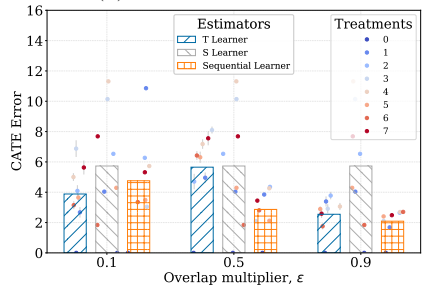 16
14
12
10
8
6
4
2
0
CATE Error
Estimators
T Learner
S Learner
Sequential Learner
Treatments
0
1
2
3
4
5
6
7
0.1
0.5
0.9
Overlap multiplier, ε